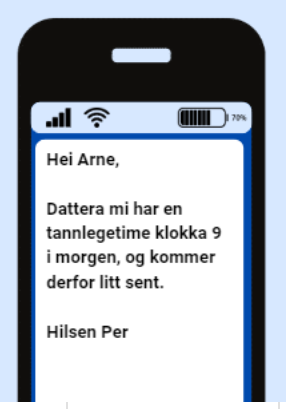 70%
Hei Arne,
Dattera mi har en
tannlegetime klokka 9
i morgen, og kommer
derfor litt sent.
Hilsen Per